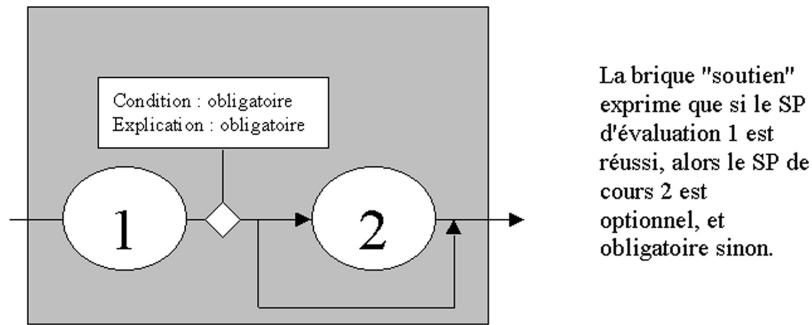 Condition : obligatoire
Explication : obligatoire
1
2
La brique "soutien"
exprime que si le SP
d'évaluation 1 est
réussi, alors le SP de
cours 2 est
optionnel, et
obligatoire sinon.